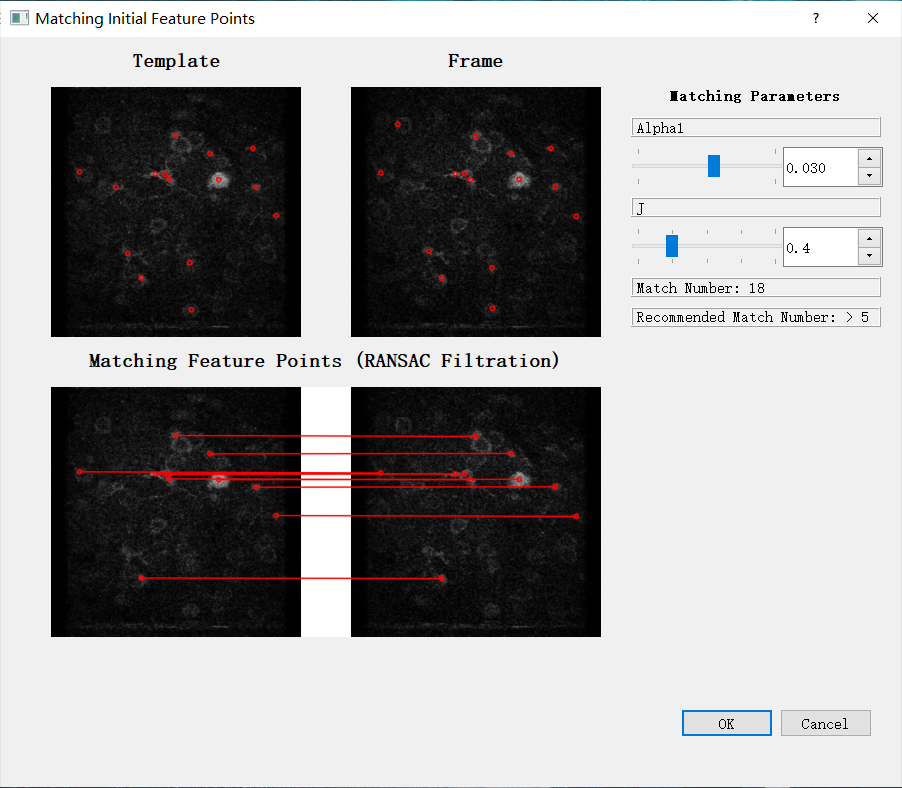 Matching Initial Feature Points
?
Template
Frame
Matching Parameters
Alpha1
0.030
J
0.4
Match Number: 18
Recommended Match Number: > 5
Matching Feature Points (RANSAC Filtration)
OK
Cancel